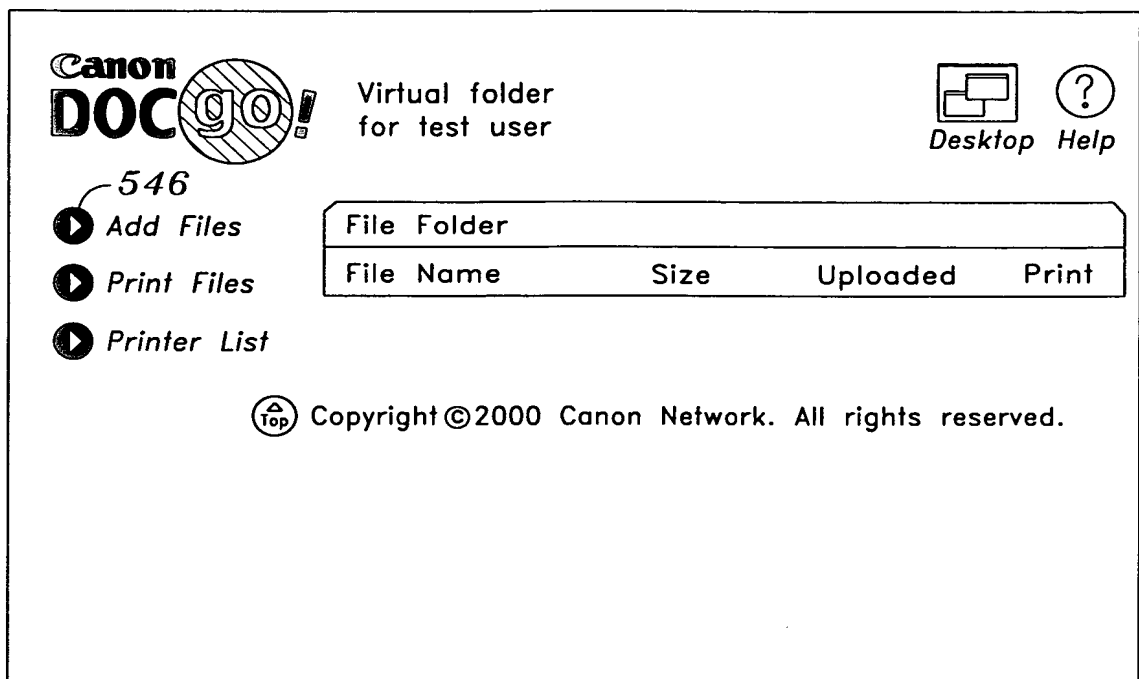 Canon
DOC go!
Virtual folder
for test user
Desktop Help
546
Add Files
Print Files
Printer List
File Folder
File Name Size Uploaded Print
Top Copyright ©2000 Canon Network. All rights reserved.